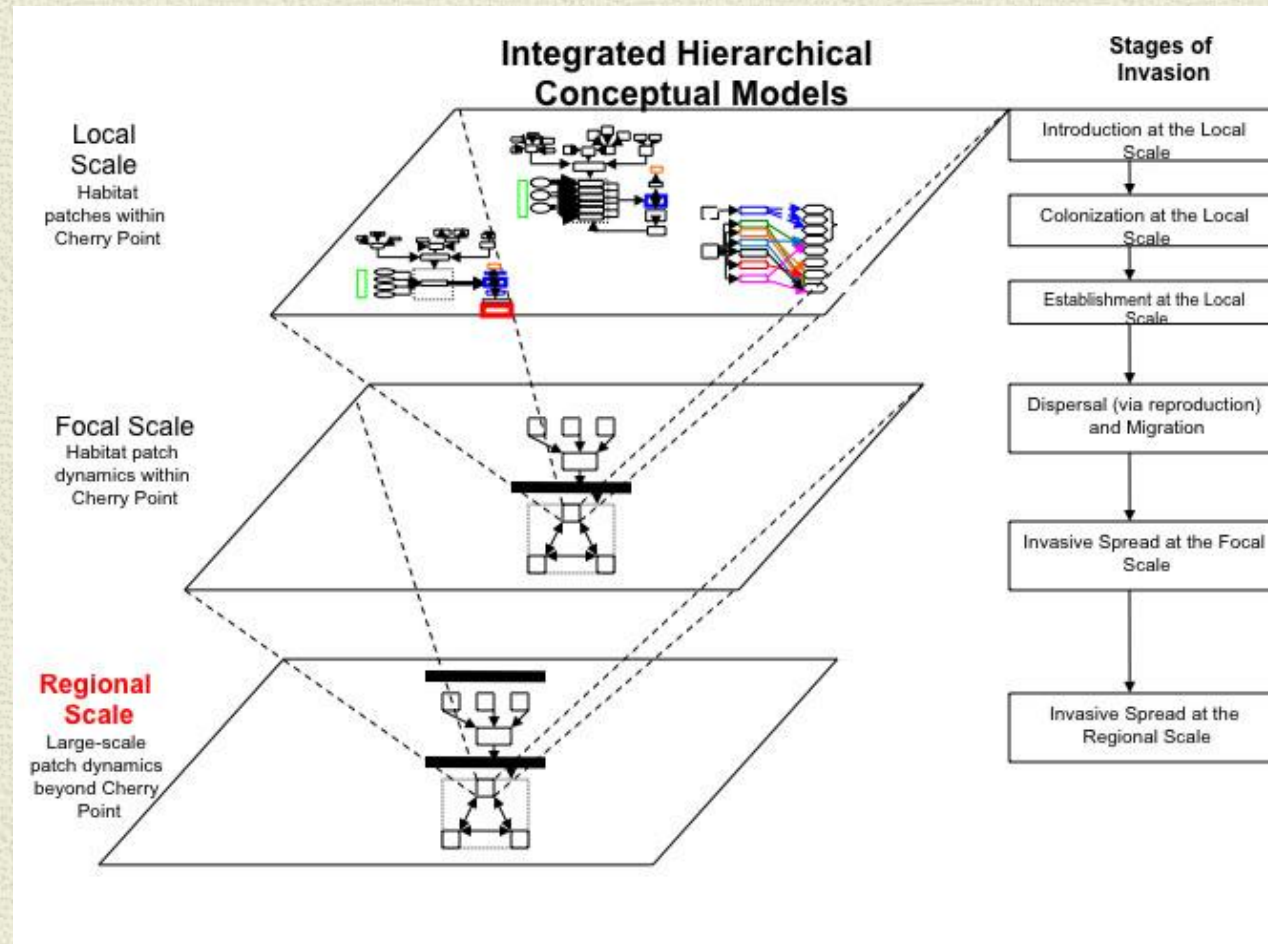 Integrated Hierarchical
Conceptual Models
Stages of
Invasion
Local
Scale
Habitat
patches within
Cherry Point
Introduction at the Local
Scale
Colonization at the Local
Scale
Establishment at the Local
Scale
Focal Scale
Habitat patch
dynamics within
Cherry Point
Dispersal (via reproduction)
and Migration
Invasive Spread at the Focal
Scale
Regional
Scale
Large-scale
patch dynamics
beyond Cherry
Point
Invasive Spread at the
Regional Scale